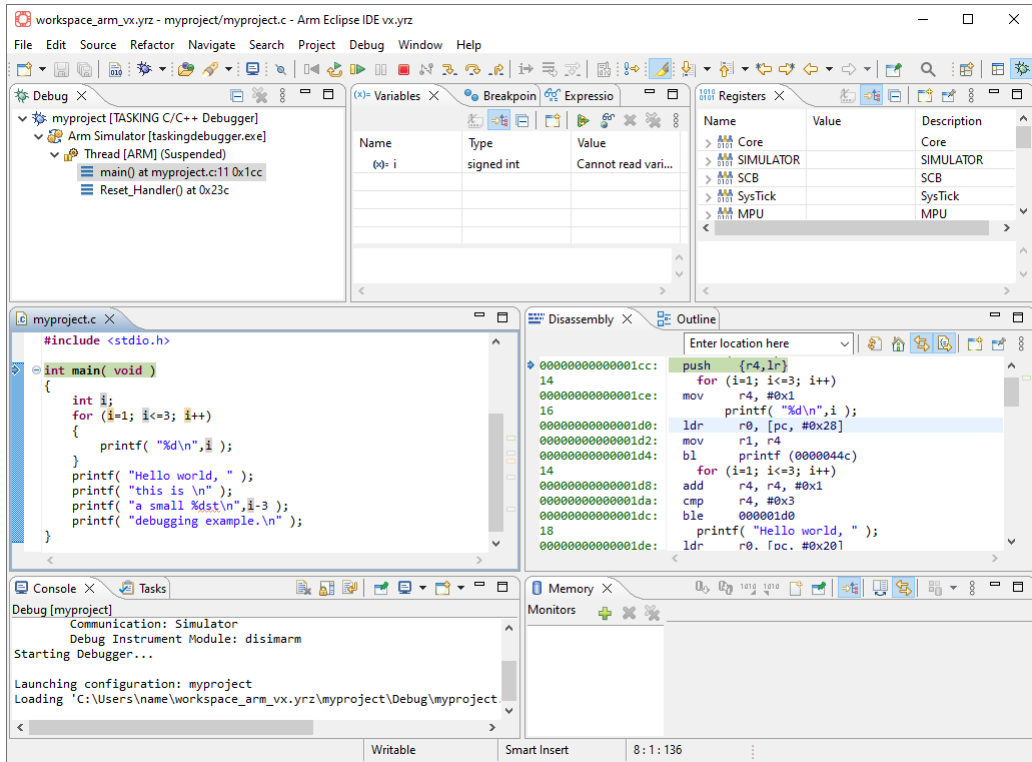 workspace_arm_vx.yrz - myproject/myproject.c - Arm Eclipse IDE vx.yrz
File Edit Source Refactor Navigate Search Project Debug Window Help
Debug
myproject [TASKING C/C++ Debugger]
Arm Simulator [taskingdebugger.exe]
Thread [ARM] (Suspended)
main() at myproject.c:11 0x1cc
Reset_Handler() at 0x23c
(x)= Variables Breakpoin Expressio
Name Type Value
(x)= i signed int Cannot read vari...
1010 0101 Registers
Name Value Description
Core Core
SIMULATOR SIMULATOR
SCB SCB
SysTick SysTick
MPU MPU
myproject.c
#include <stdio.h>
int main( void )
{
int i;
for (i=1; i<=3; i++)
{
printf( "%d\n",i );
}
printf( "Hello world, " );
printf( "this is \n" );
printf( "a small %dst\n",i-3 );
printf( "debugging example.\n" );
}
Disassembly Outline
Enter location here
00000000000001cc: push {r4,lr}
14 for (i=1; i<=3; i++)
00000000000001ce: mov r4, #0x1
16 printf( "%d\n",i );
00000000000001d0: ldr r0, [pc, #0x28]
00000000000001d2: mov r1, r4
00000000000001d4: bl printf (0000044c)
14 for (i=1; i<=3; i++)
00000000000001d8: add r4, r4, #0x1
00000000000001da: cmp r4, #0x3
00000000000001dc: ble 000001d0
18 printf( "Hello world, " );
00000000000001de: ldr r0, [pc, #0x20]
Console Tasks
Debug [myproject]
Communication: Simulator
Debug Instrument Module: disimarm
Starting Debugger...
Launching configuration: myproject
Loading 'C:\Users\name\workspace_arm_vx.yrz\myproject\Debug\myproject.
Memory
Monitors
Writable Smart Insert 8 : 1 : 136